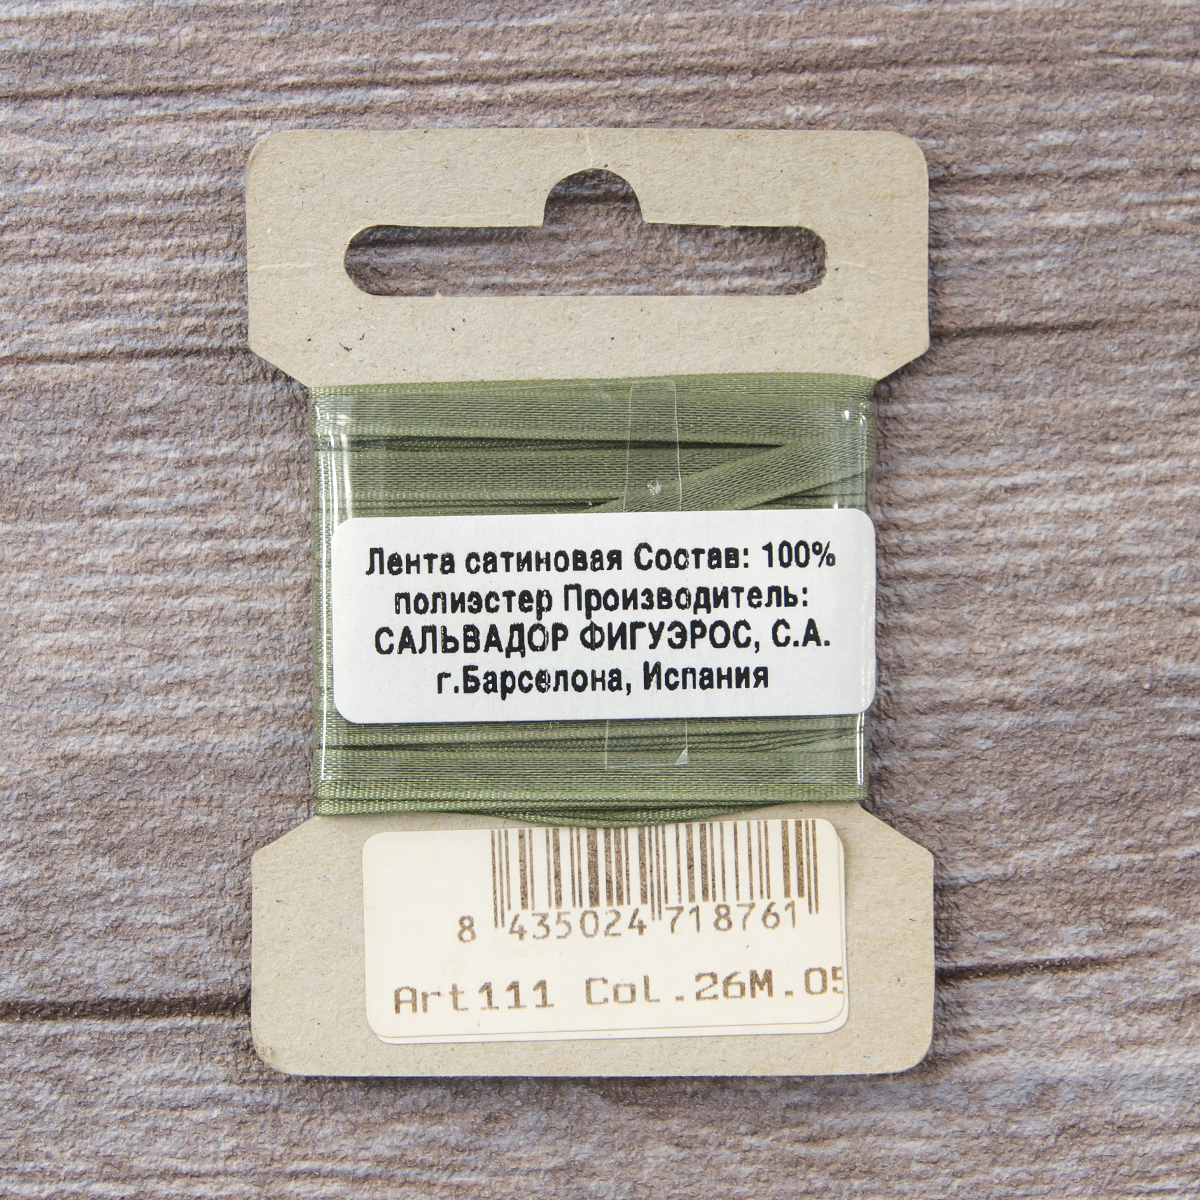 Лента сатиновая Состав: 100%
полиэстер Производитель:
САЛЬВАДОР ФИГУЭРОС, С.А.
г.Барселона, Испания
8 435024 718761
Art111 Col.26M.05